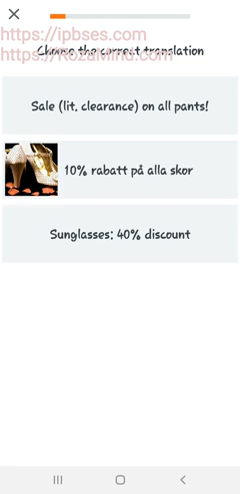 https://ipbses.com
Choose the correct translation
https://RozaMind.com
Sale (lit. clearance) on all pants!
10% rabatt på alla skor
Sunglasses: 40% discount